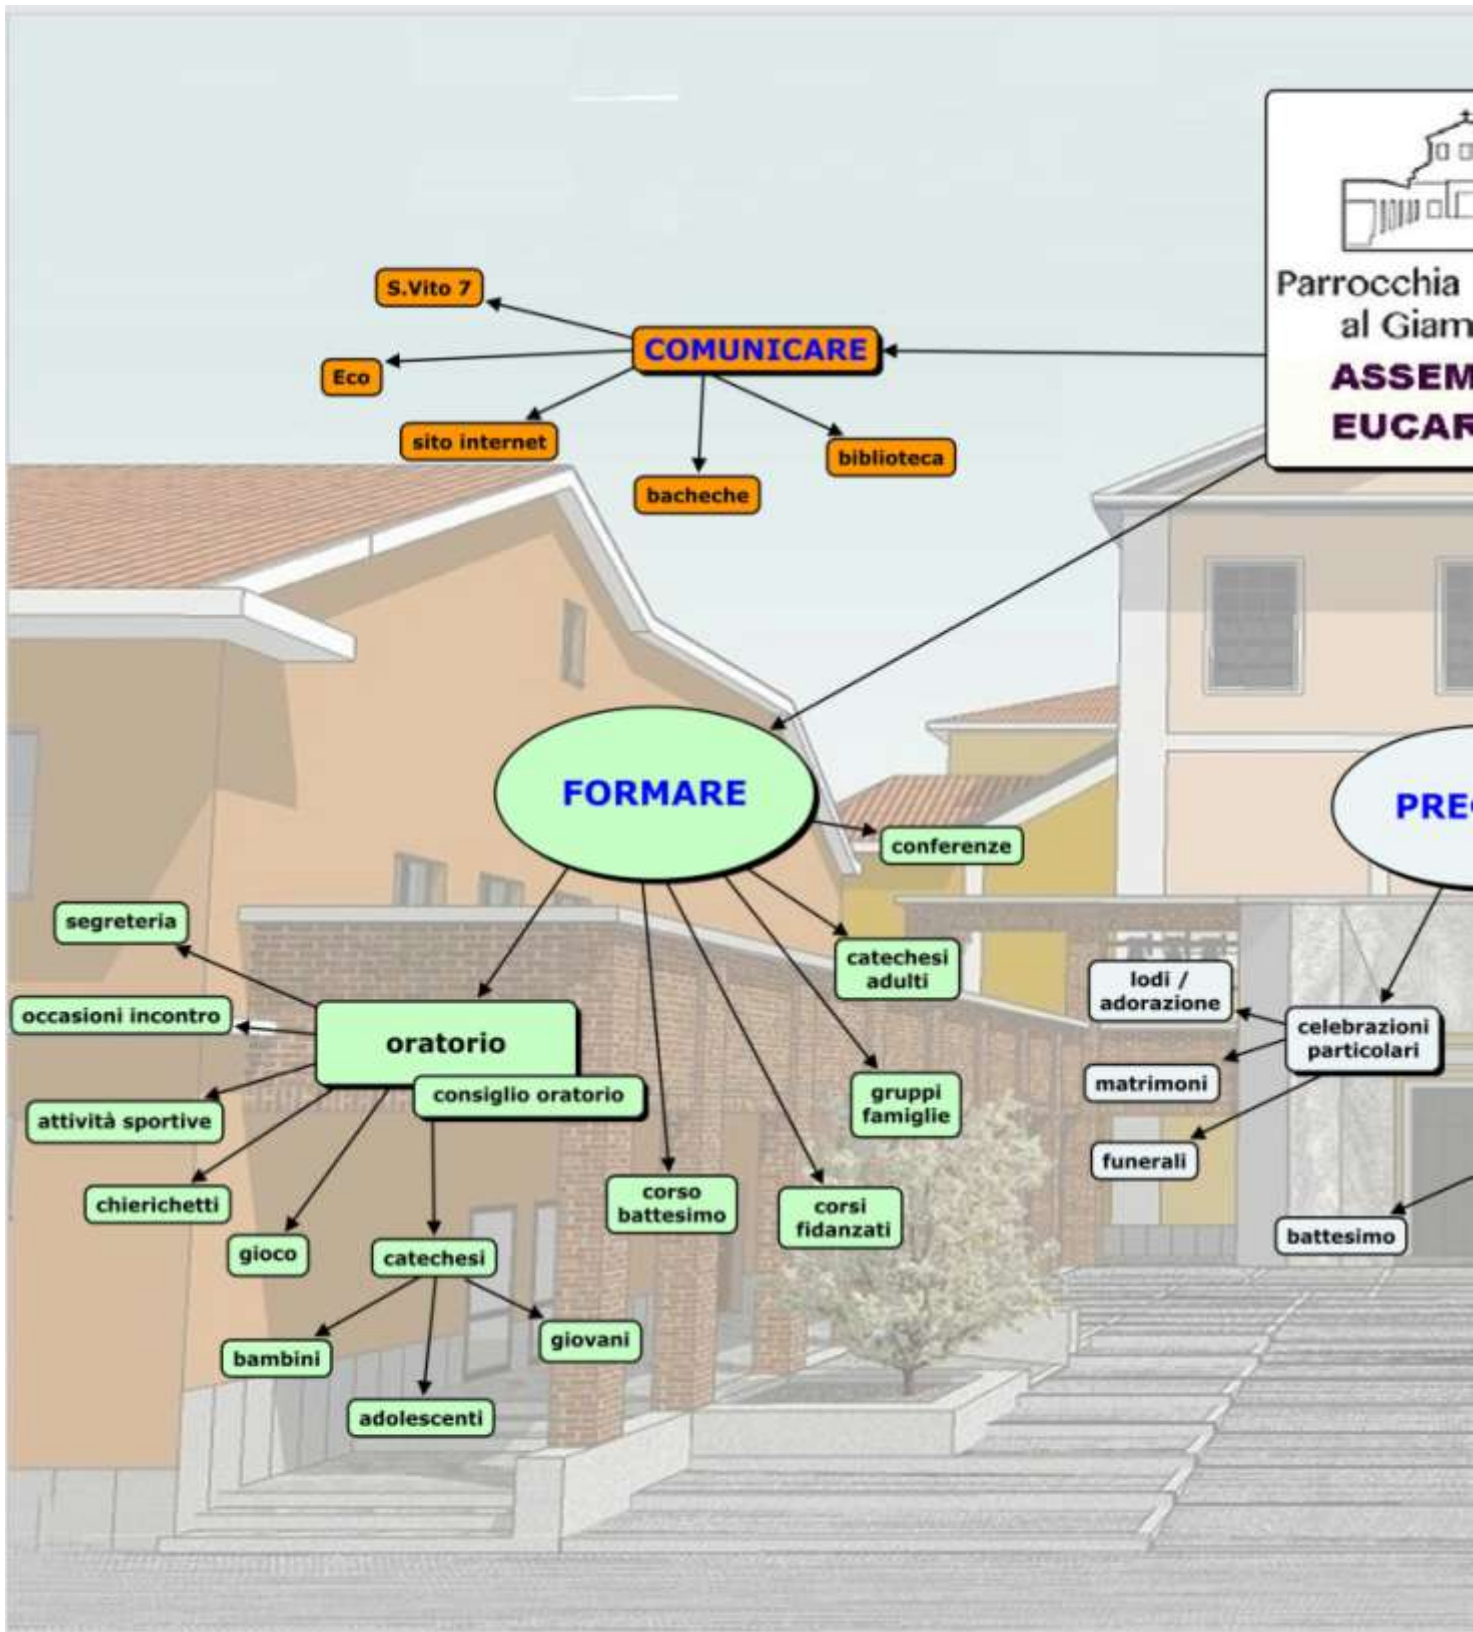 Parrocchia
al Giam
ASSEM
EUCAR
S.Vito 7
COMUNICARE
Eco
sito internet
biblioteca
bacheche
FORMARE
PRE
conferenze
segreteria
catechesi
adulti
lodi /
adorazione
occasioni incontro
oratorio
celebrazioni
particolari
consiglio oratorio
matrimoni
gruppi
famiglie
attività sportive
funerali
chierichetti
corso
battesimo
corsi
fidanzati
gioco
catechesi
battesimo
giovani
bambini
adolescenti